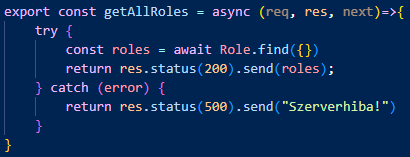 export const getAllRoles = async (req, res, next)=>{
    try {
        const roles = await Role.find({})
        return res.status(200).send(roles);
    } catch (error) {
        return res.status(500).send("Szerverhiba!")
    }
}